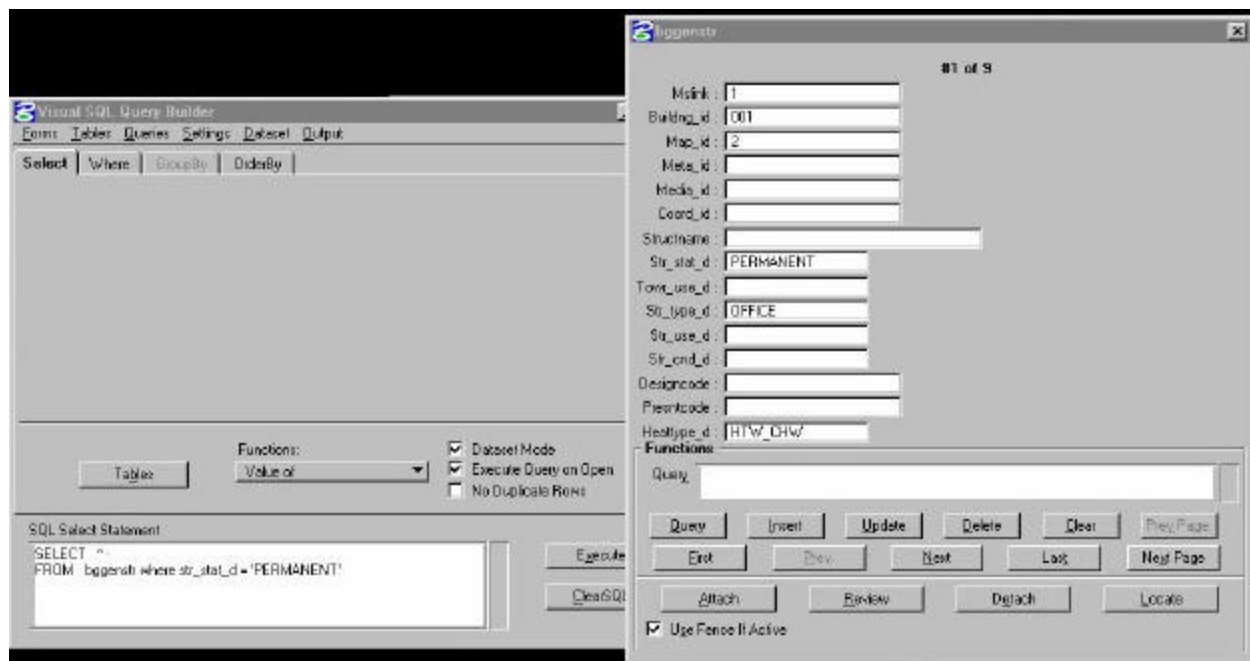 Visual SQL Query Builder
Forms Tables Queries Settings Dataset Output
Select Where GroupBy OrderBy
Functions:
Tables Value of
Dataset Mode
Execute Query on Open
No Duplicate Rows
SQL Select Statement
SELECT *
FROM bggenstr where str_stat_d = 'PERMANENT'
Execute
ClearSQL
bggenstr
#1 of 9
Mslink : 1
Buildng_id : 001
Map_id : 2
Meta_id :
Media_id :
Coord_id :
Structname :
Str_stat_d : PERMANENT
Towr_use_d :
Str_type_d : OFFICE
Str_use_d :
Str_cnd_d :
Designcode :
Presntcode :
Heattype_d : HTW_CHW
Functions
Query
Query Insert Update Delete Clear Prev Page
First Prev Next Last Next Page
Attach Review Detach Locate
Use Fence If Active